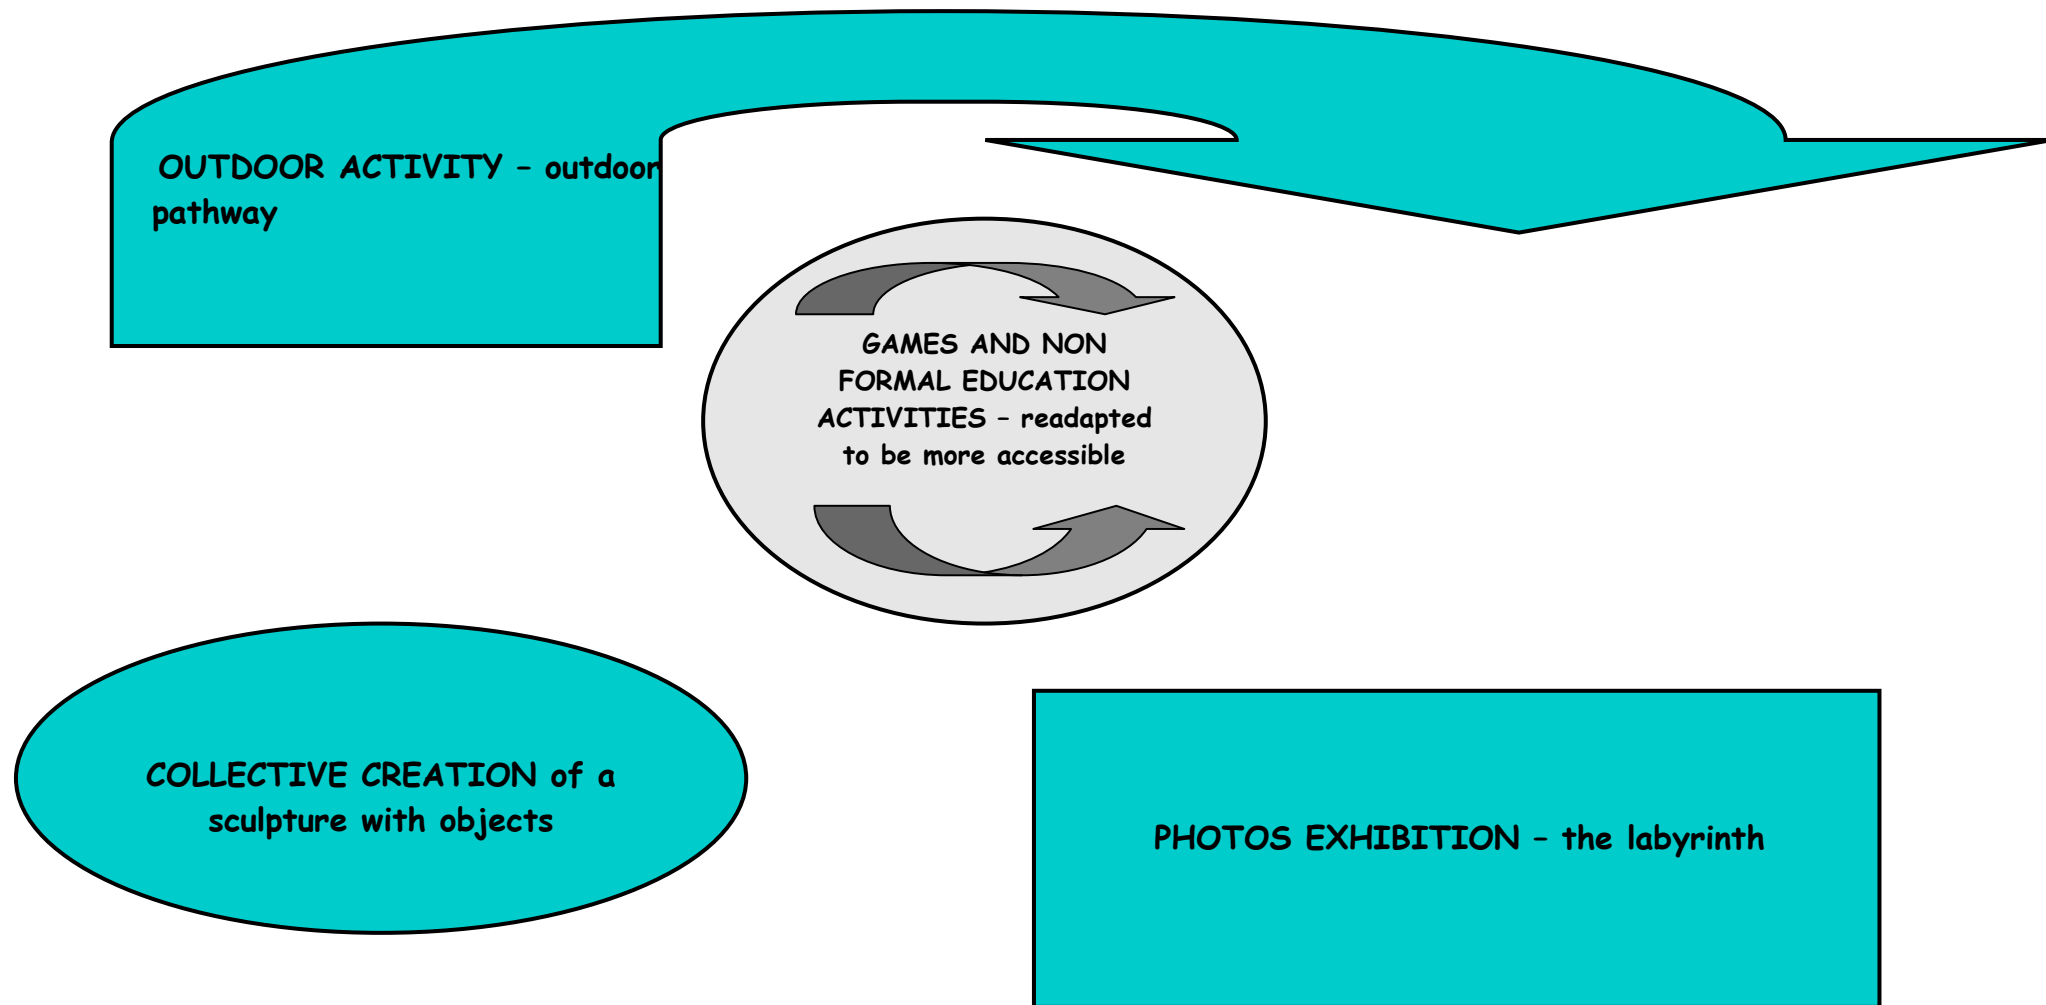 OUTDOOR ACTIVITY – outdoor
pathway
GAMES AND NON
FORMAL EDUCATION
ACTIVITIES – readapted
to be more accessible
COLLECTIVE CREATION of a
sculpture with objects
PHOTOS EXHIBITION – the labyrinth